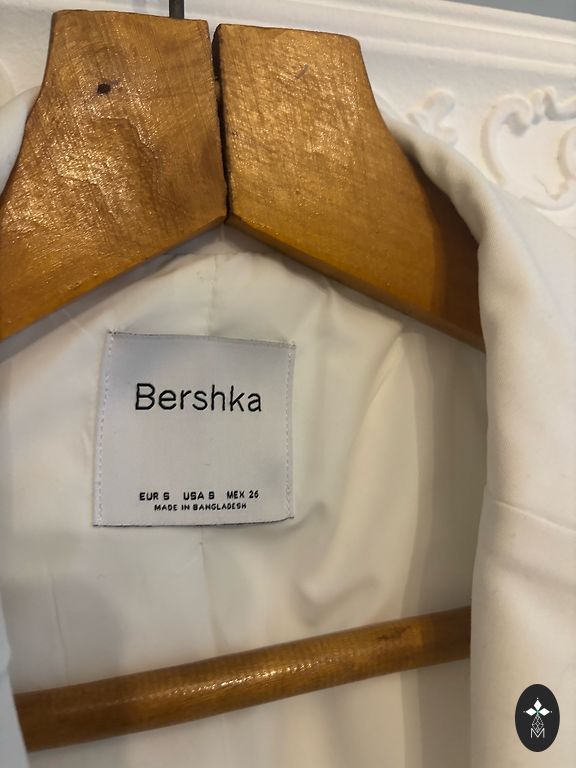 Bershka
EUR S USA S MEX 26
MADE IN BANGLADESH
M